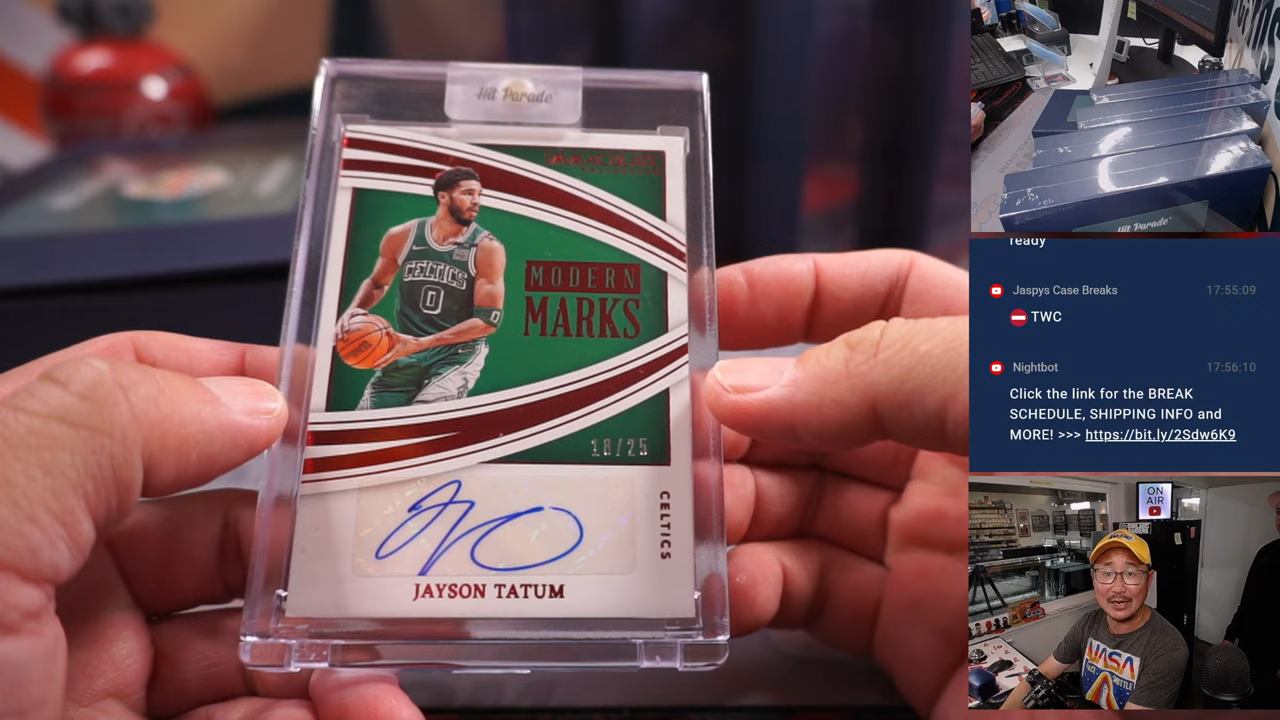 Hit Parade
IMMACULATE
MODERN
MARKS
CELTICS
0
18/25
CELTICS
JAYSON TATUM
Hit Parade
ready
Jaspys Case Breaks 17:55:09
TWC
Nightbot 17:56:10
Click the link for the BREAK
SCHEDULE, SHIPPING INFO and
MORE! >>> https://bit.ly/2Sdw6K9
ON
AIR
NASA